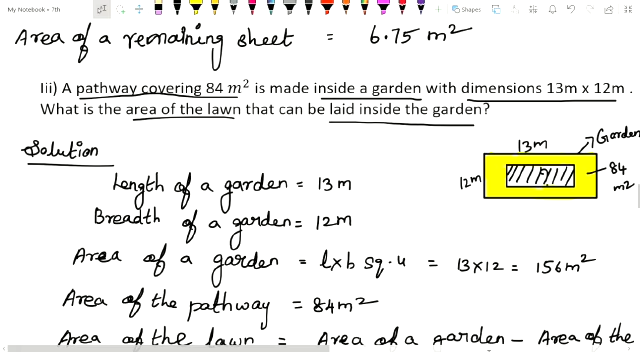 My Notebook • 7th
Shapes
Area of a remaining sheet = 6.75 m²
Iii) A pathway covering 84 m² is made inside a garden with dimensions 13m x 12m .
What is the area of the lawn that can be laid inside the garden?
Solution
13m
Garden
12m
84
m²
Length of a garden = 13m
Breadth of a garden = 12m
Area of a garden = l×b sq.u = 13×12 = 156m²
Area of the pathway = 84m²
Area of the lawn = Area of a garden − Area of the